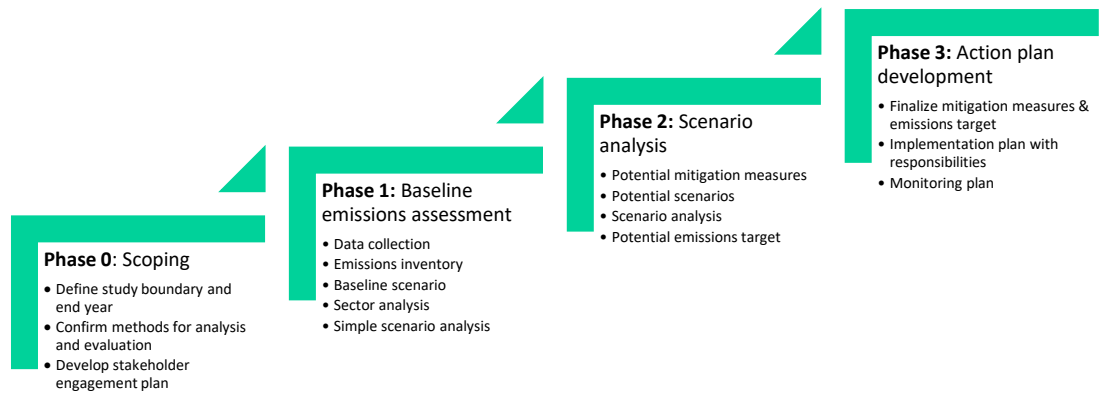 Phase 0: Scoping
• Define study boundary and
end year
• Confirm methods for analysis
and evaluation
• Develop stakeholder
engagement plan
Phase 1: Baseline
emissions assessment
• Data collection
• Emissions inventory
• Baseline scenario
• Sector analysis
• Simple scenario analysis
Phase 2: Scenario
analysis
• Potential mitigation measures
• Potential scenarios
• Scenario analysis
• Potential emissions target
Phase 3: Action plan
development
• Finalize mitigation measures &
emissions target
• Implementation plan with
responsibilities
• Monitoring plan